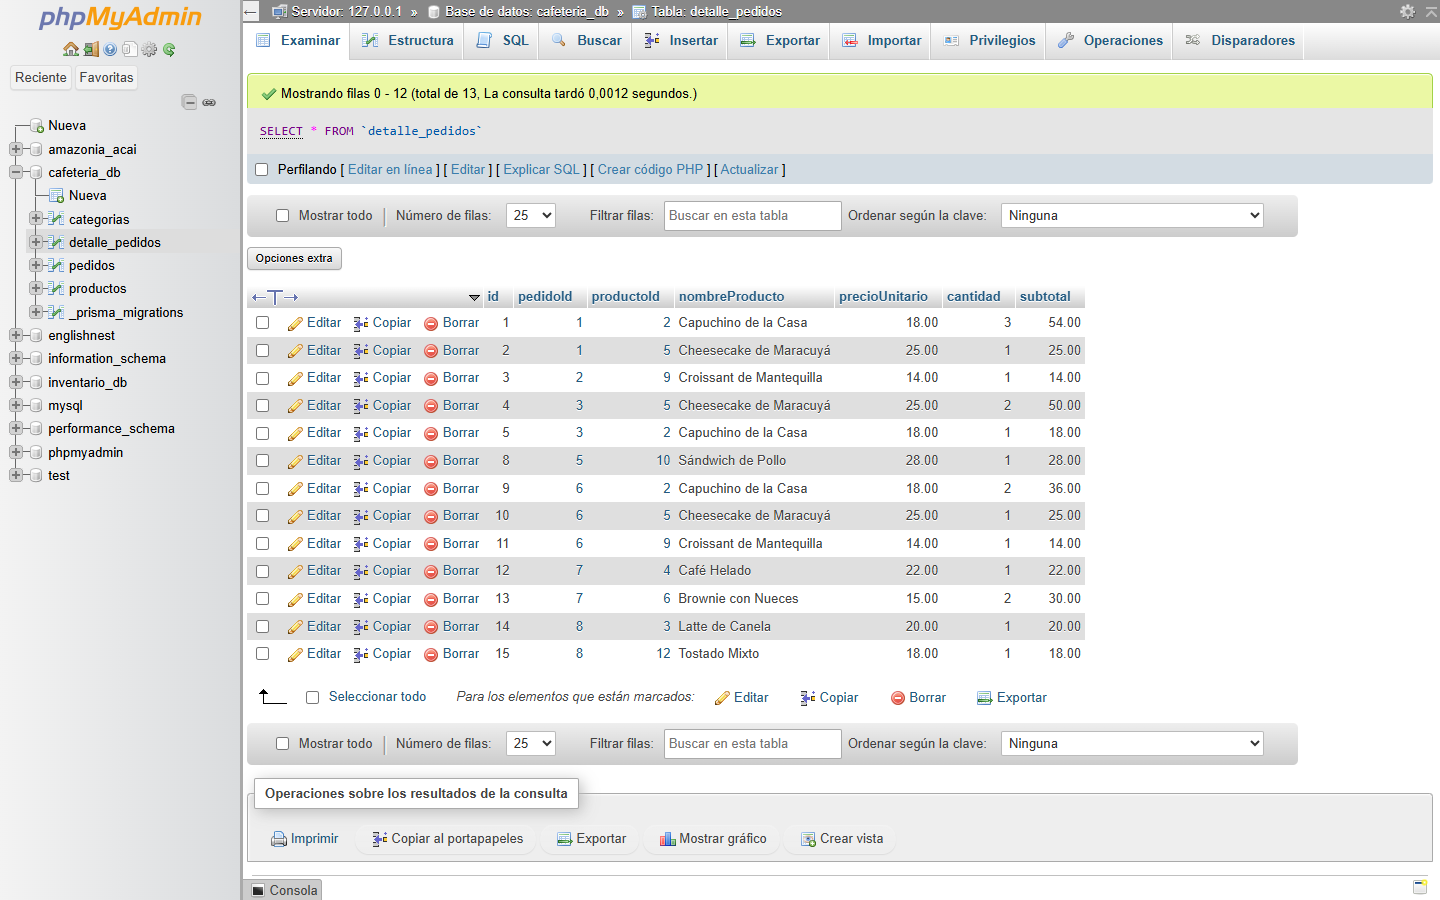 phpMyAdmin
Reciente Favoritas
Nueva
amazonia_acai
cafeteria_db
Nueva
categorias
detalle_pedidos
pedidos
productos
_prisma_migrations
englishnest
information_schema
inventario_db
mysql
performance_schema
phpmyadmin
test
Servidor: 127.0.0.1 » Base de datos: cafeteria_db » Tabla: detalle_pedidos
Examinar Estructura SQL Buscar Insertar Exportar Importar Privilegios Operaciones Disparadores
Mostrando filas 0 - 12 (total de 13, La consulta tardó 0,0012 segundos.)
SELECT * FROM `detalle_pedidos`
Perfilando [ Editar en línea ] [ Editar ] [ Explicar SQL ] [ Crear código PHP ] [ Actualizar ]
Mostrar todo Número de filas: 25 Filtrar filas: Buscar en esta tabla Ordenar según la clave: Ninguna
Opciones extra
id pedidoId productoId nombreProducto precioUnitario cantidad subtotal
Editar Copiar Borrar 1 1 2 Capuchino de la Casa 18.00 3 54.00
Editar Copiar Borrar 2 1 5 Cheesecake de Maracuyá 25.00 1 25.00
Editar Copiar Borrar 3 2 9 Croissant de Mantequilla 14.00 1 14.00
Editar Copiar Borrar 4 3 5 Cheesecake de Maracuyá 25.00 2 50.00
Editar Copiar Borrar 5 3 2 Capuchino de la Casa 18.00 1 18.00
Editar Copiar Borrar 8 5 10 Sándwich de Pollo 28.00 1 28.00
Editar Copiar Borrar 9 6 2 Capuchino de la Casa 18.00 2 36.00
Editar Copiar Borrar 10 6 5 Cheesecake de Maracuyá 25.00 1 25.00
Editar Copiar Borrar 11 6 9 Croissant de Mantequilla 14.00 1 14.00
Editar Copiar Borrar 12 7 4 Café Helado 22.00 1 22.00
Editar Copiar Borrar 13 7 6 Brownie con Nueces 15.00 2 30.00
Editar Copiar Borrar 14 8 3 Latte de Canela 20.00 1 20.00
Editar Copiar Borrar 15 8 12 Tostado Mixto 18.00 1 18.00
Seleccionar todo Para los elementos que están marcados: Editar Copiar Borrar Exportar
Mostrar todo Número de filas: 25 Filtrar filas: Buscar en esta tabla Ordenar según la clave: Ninguna
Operaciones sobre los resultados de la consulta
Imprimir Copiar al portapapeles Exportar Mostrar gráfico Crear vista
Consola